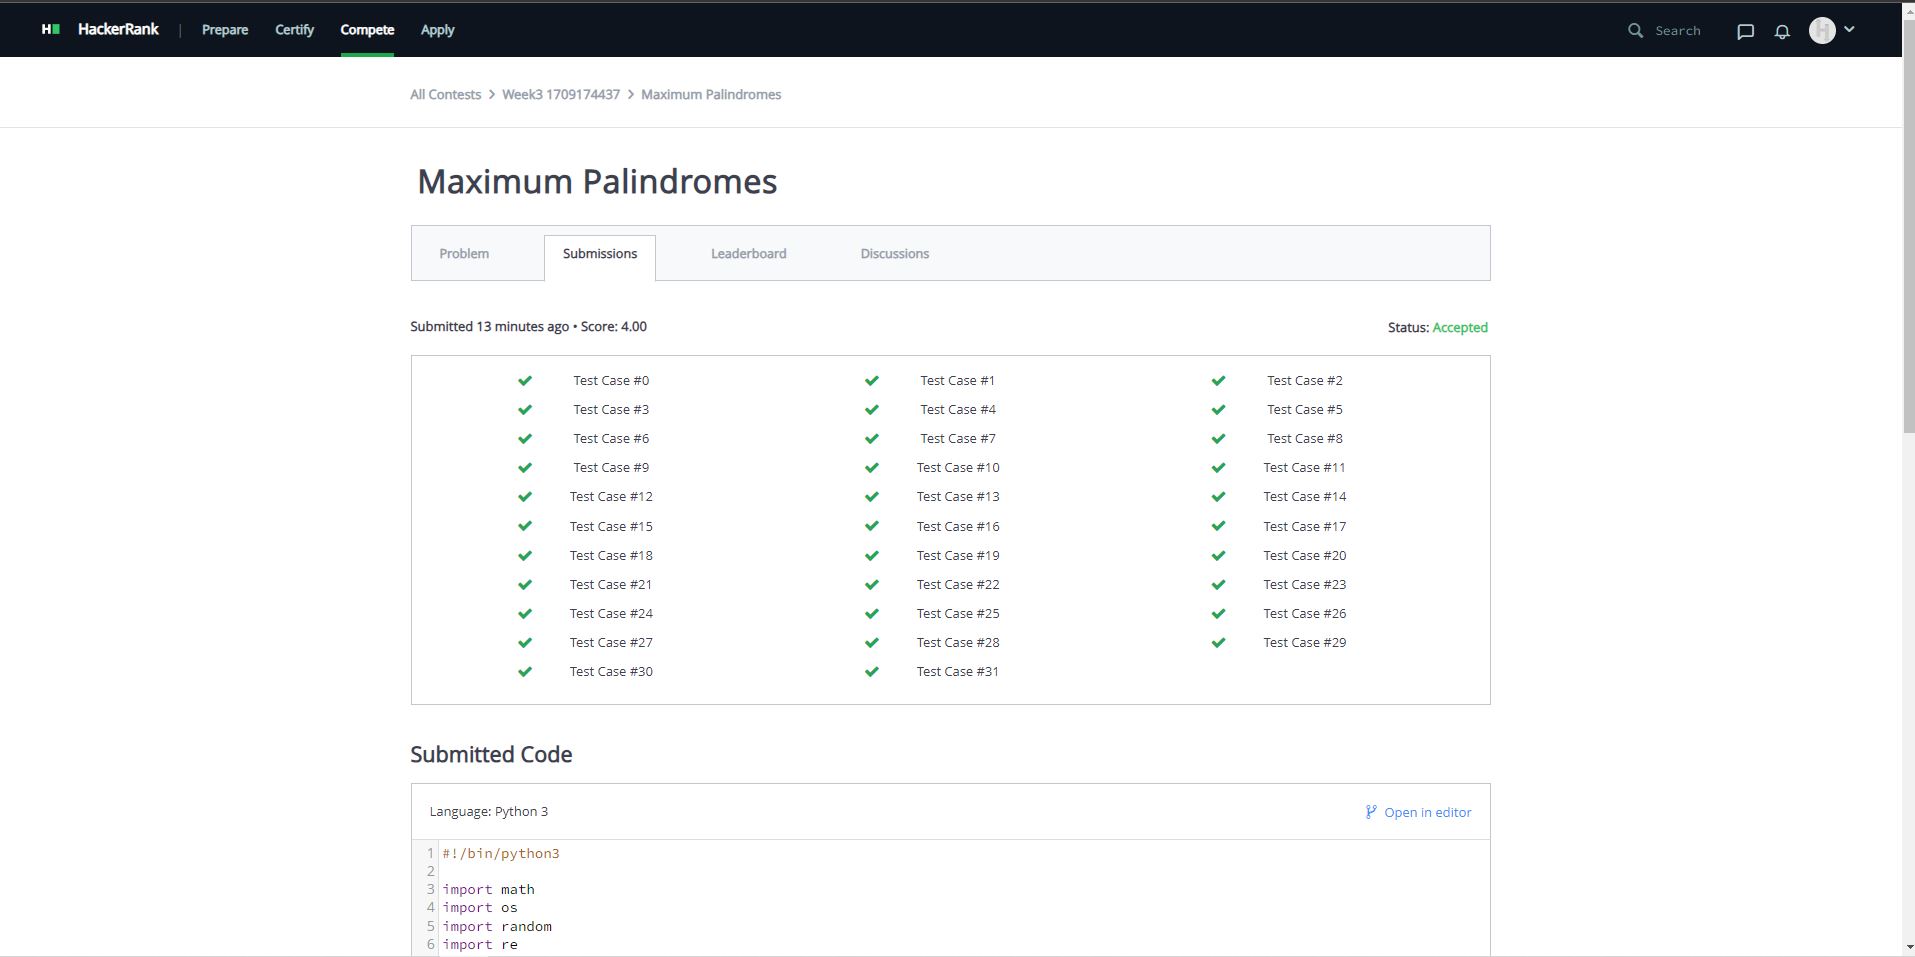 HackerRank | Prepare Certify Compete Apply Search
All Contests > Week3 1709174437 > Maximum Palindromes
Maximum Palindromes
Problem Submissions Leaderboard Discussions
Submitted 13 minutes ago • Score: 4.00 Status: Accepted
Test Case #0 Test Case #1 Test Case #2
Test Case #3 Test Case #4 Test Case #5
Test Case #6 Test Case #7 Test Case #8
Test Case #9 Test Case #10 Test Case #11
Test Case #12 Test Case #13 Test Case #14
Test Case #15 Test Case #16 Test Case #17
Test Case #18 Test Case #19 Test Case #20
Test Case #21 Test Case #22 Test Case #23
Test Case #24 Test Case #25 Test Case #26
Test Case #27 Test Case #28 Test Case #29
Test Case #30 Test Case #31
Submitted Code
Language: Python 3 Open in editor
1 #!/bin/python3
2
3 import math
4 import os
5 import random
6 import re